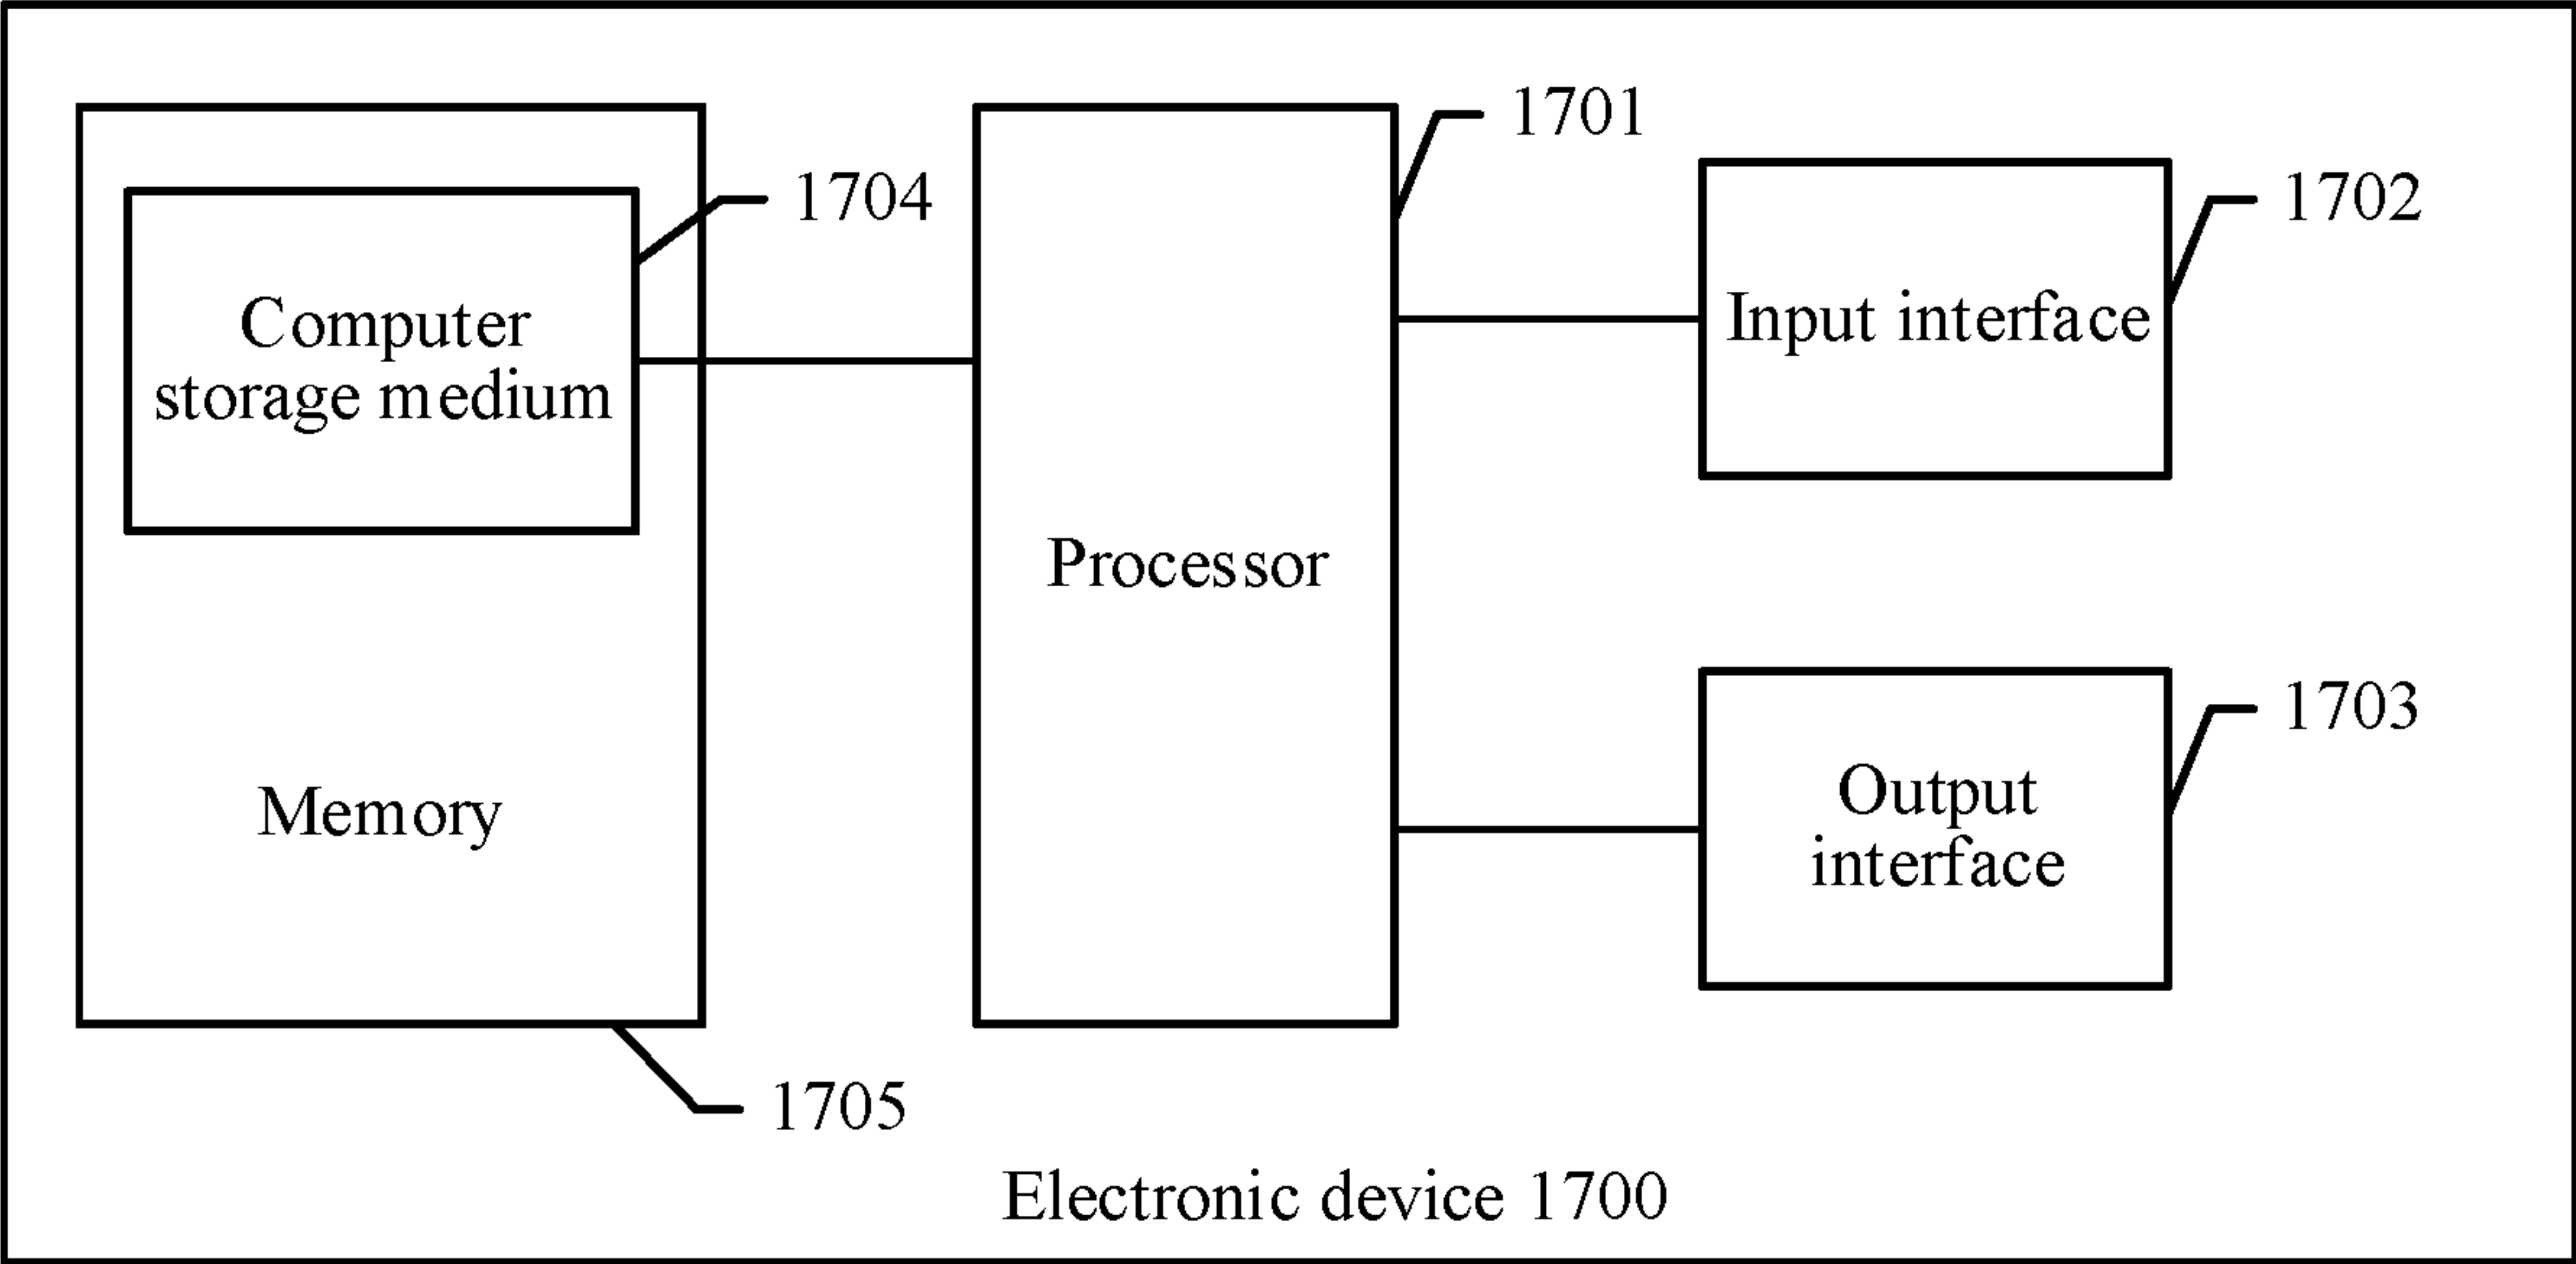 1701
1704
1702
Computer
storage medium
Input interface
Processor
1703
Memory
Output
interface
1705
Electronic device 1700